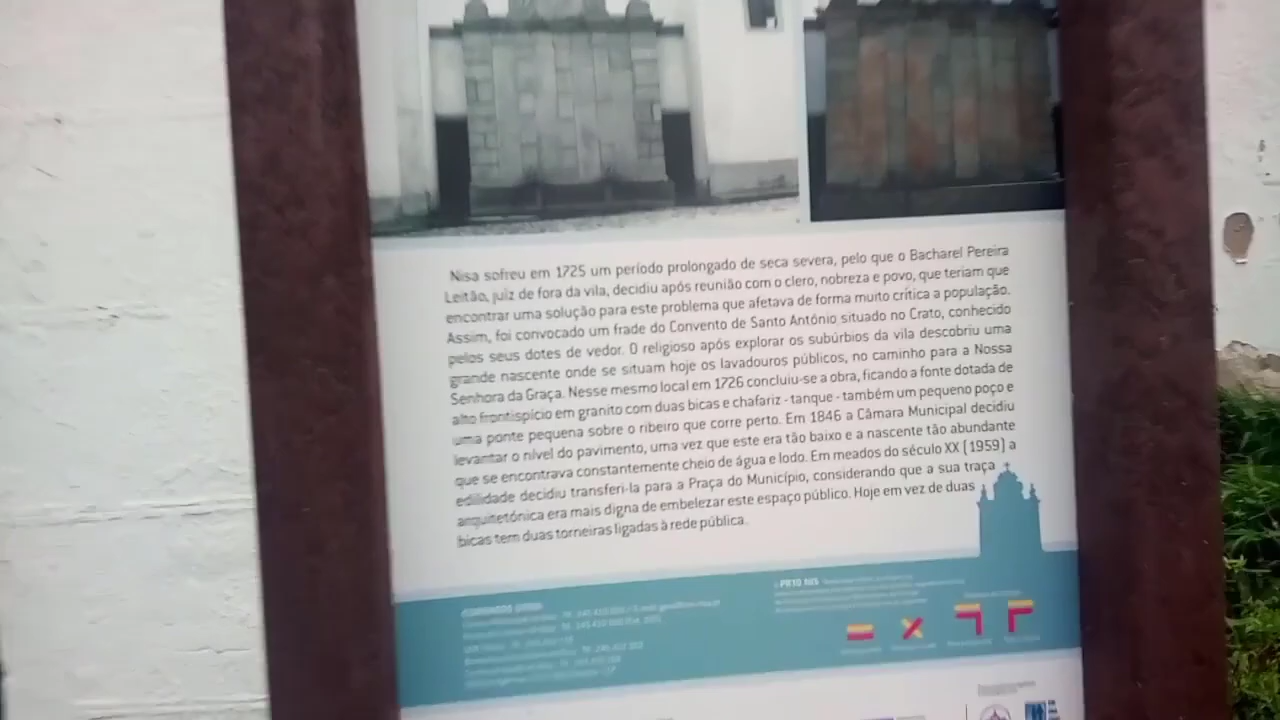 Nisa sofreu em 1725 um período prolongado de seca severa, pelo que o Bacharel Pereira
Leitão, juiz de fora da vila, decidiu após reunião com o clero, nobreza e povo, que teriam que
encontrar uma solução para este problema que afetava de forma muito crítica a população.
Assim, foi convocado um frade do Convento de Santo António situado no Crato, conhecido
pelos seus dotes de vedor. O religioso após explorar os subúrbios da vila descobriu uma
grande nascente onde se situam hoje os lavadouros públicos, no caminho para a Nossa
Senhora da Graça. Nesse mesmo local em 1726 concluiu-se a obra, ficando a fonte dotada de
alto frontispício em granito com duas bicas e chafariz - tanque - também um pequeno poço e
uma ponte pequena sobre o ribeiro que corre perto. Em 1846 a Câmara Municipal decidiu
levantar o nível do pavimento, uma vez que este era tão baixo e a nascente tão abundante
que se encontrava constantemente cheio de água e lodo. Em meados do século XX (1959) a
edilidade decidiu transferi-la para a Praça do Município, considerando que a sua traça
arquitetónica era mais digna de embelezar este espaço público. Hoje em vez de duas
bicas tem duas torneiras ligadas à rede pública.
PR10 NIS